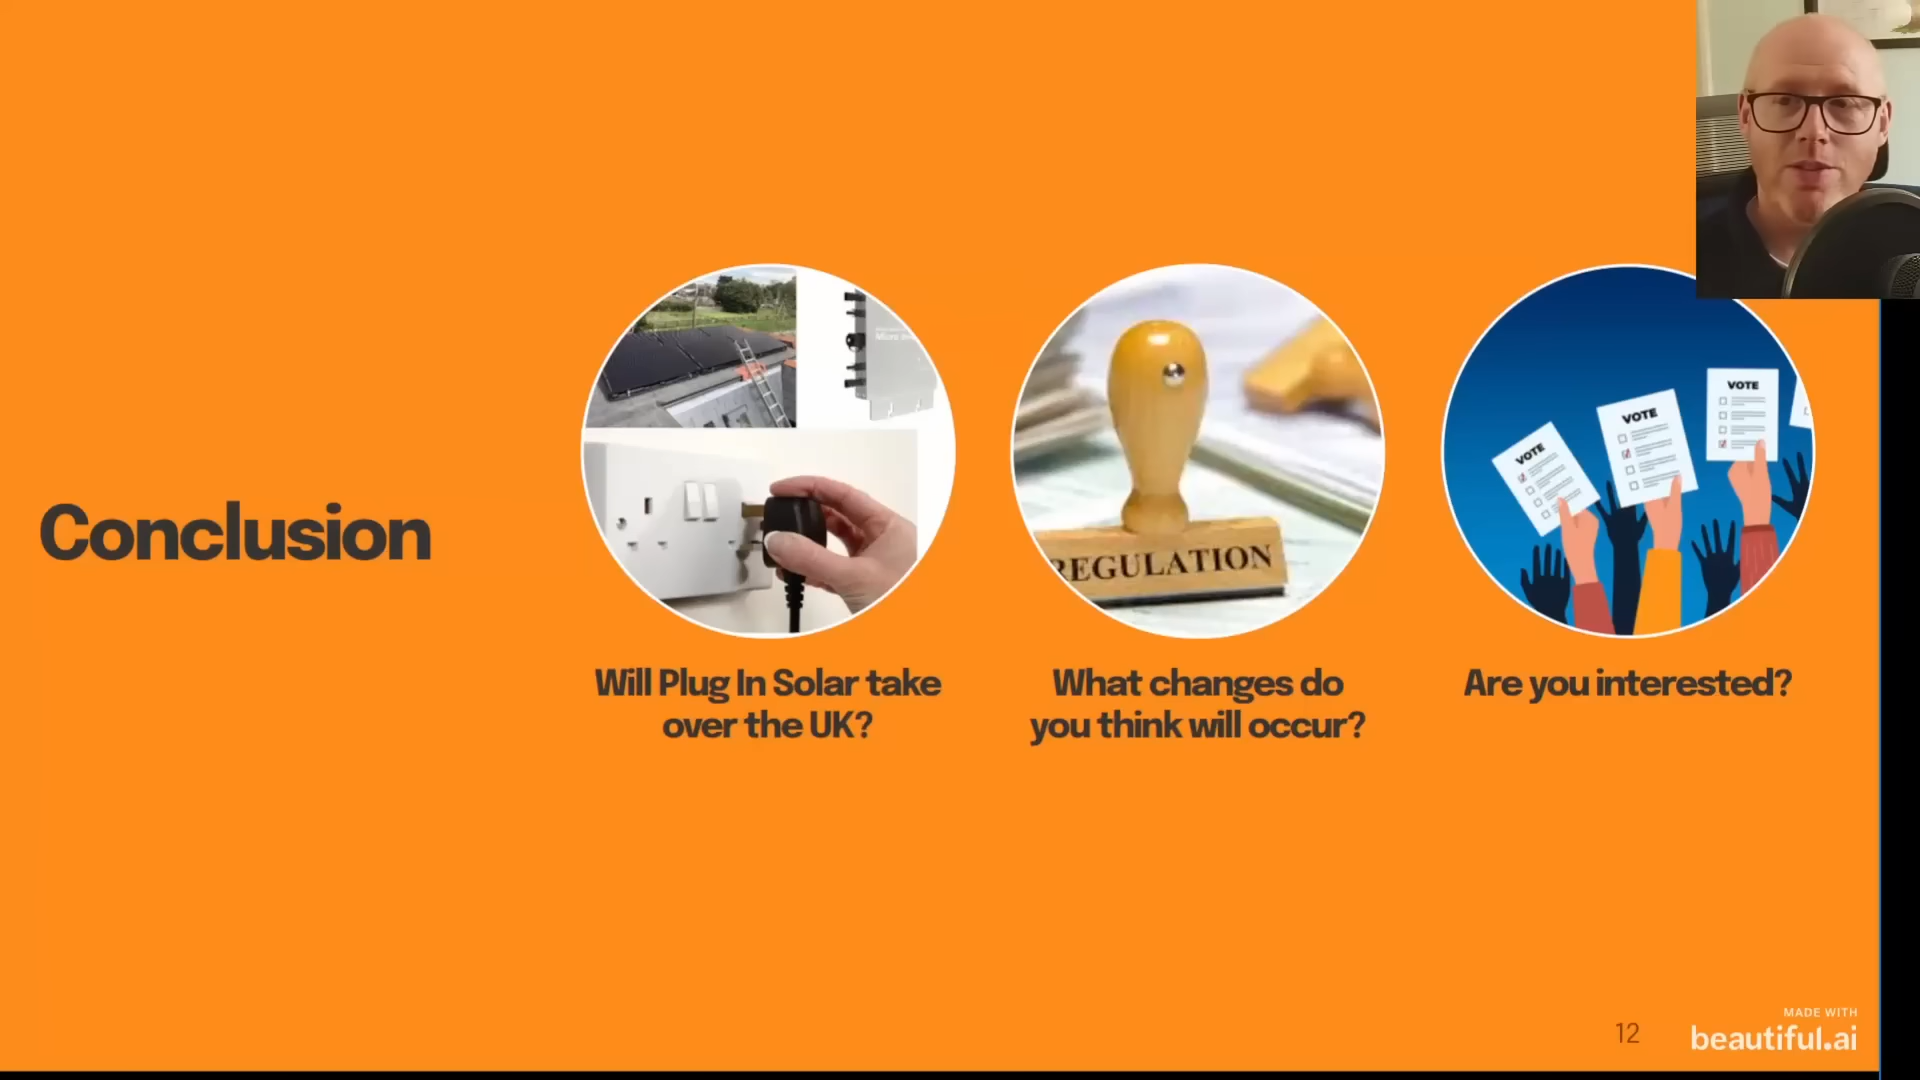 Conclusion
REGULATION
VOTE
VOTE
VOTE
Will Plug In Solar take
over the UK?
What changes do
you think will occur?
Are you interested?
12
MADE WITH
beautiful.ai